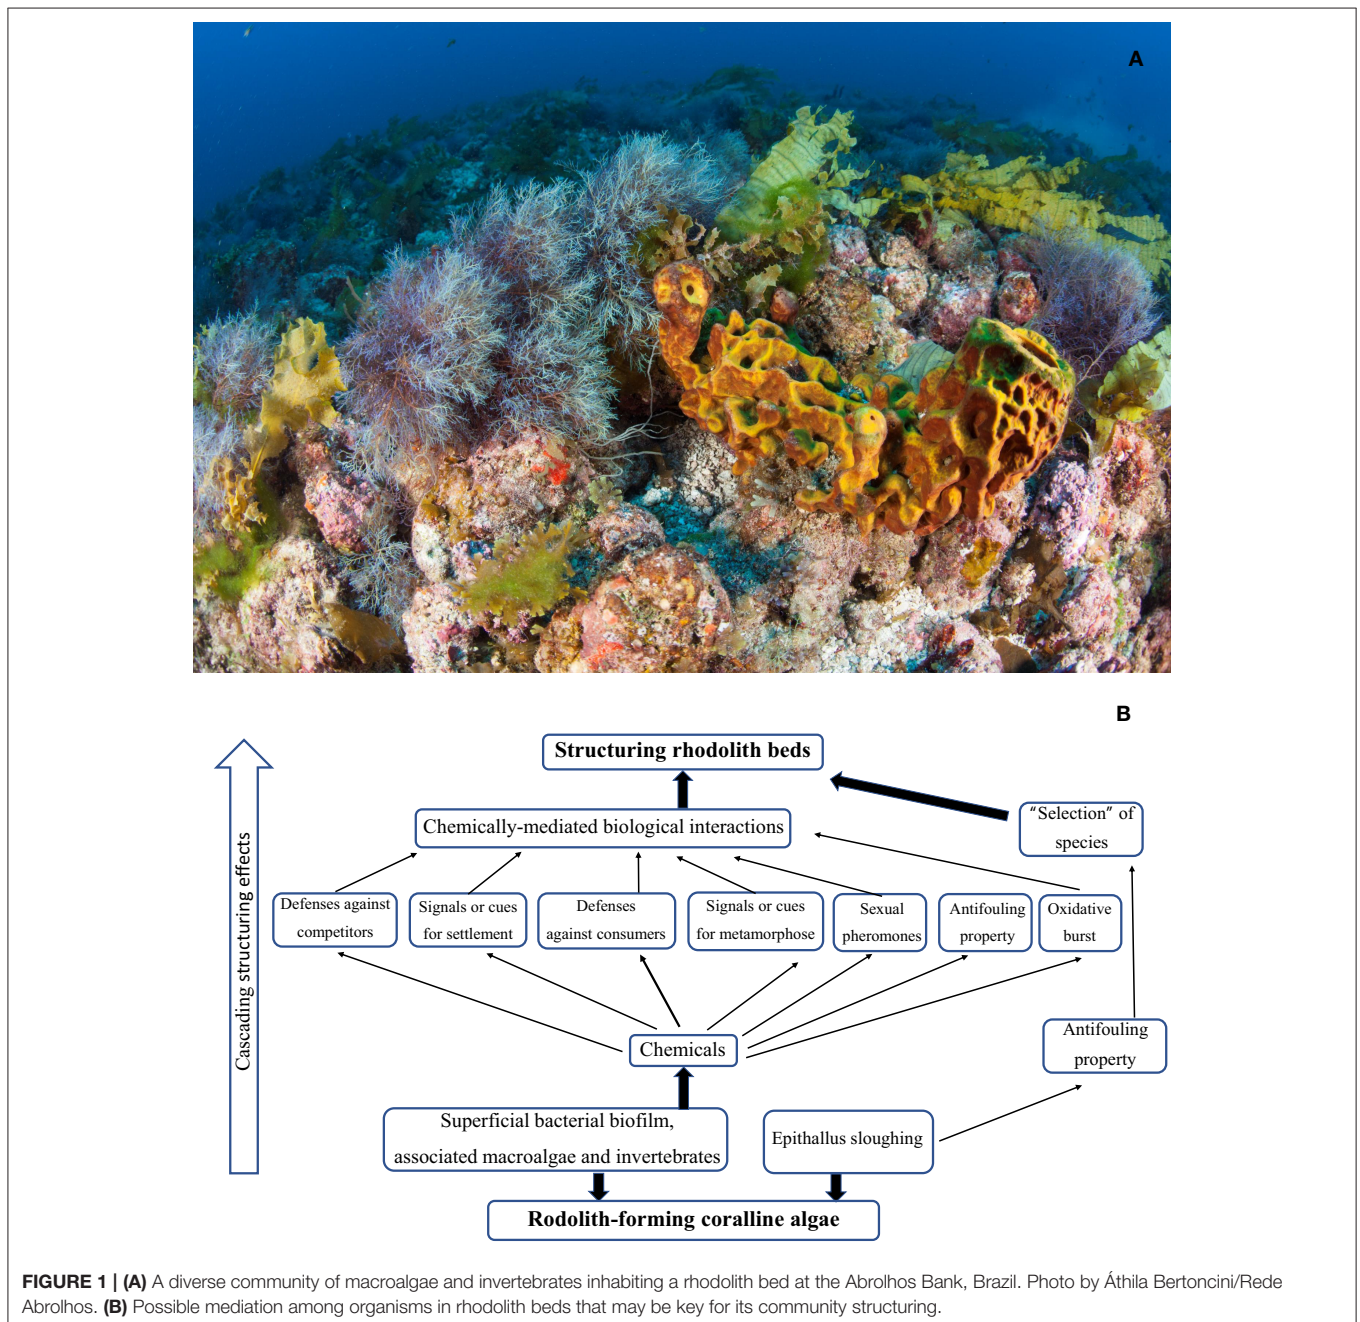 A
B
Structuring rhodolith beds
Chemically-mediated biological interactions
"Selection" of
species
Cascading structuring effects
Defenses against
competitors
Signals or cues
for settlement
Defenses
against consumers
Signals or cues
for metamorphose
Sexual
pheromones
Antifouling
property
Oxidative
burst
Chemicals
Antifouling
property
Superficial bacterial biofilm,
associated macroalgae and invertebrates
Epithallus sloughing
Rodolith-forming coralline algae
FIGURE 1 | (A) A diverse community of macroalgae and invertebrates inhabiting a rhodolith bed at the Abrolhos Bank, Brazil. Photo by Áthila Bertoncini/Rede
Abrolhos. (B) Possible mediation among organisms in rhodolith beds that may be key for its community structuring.